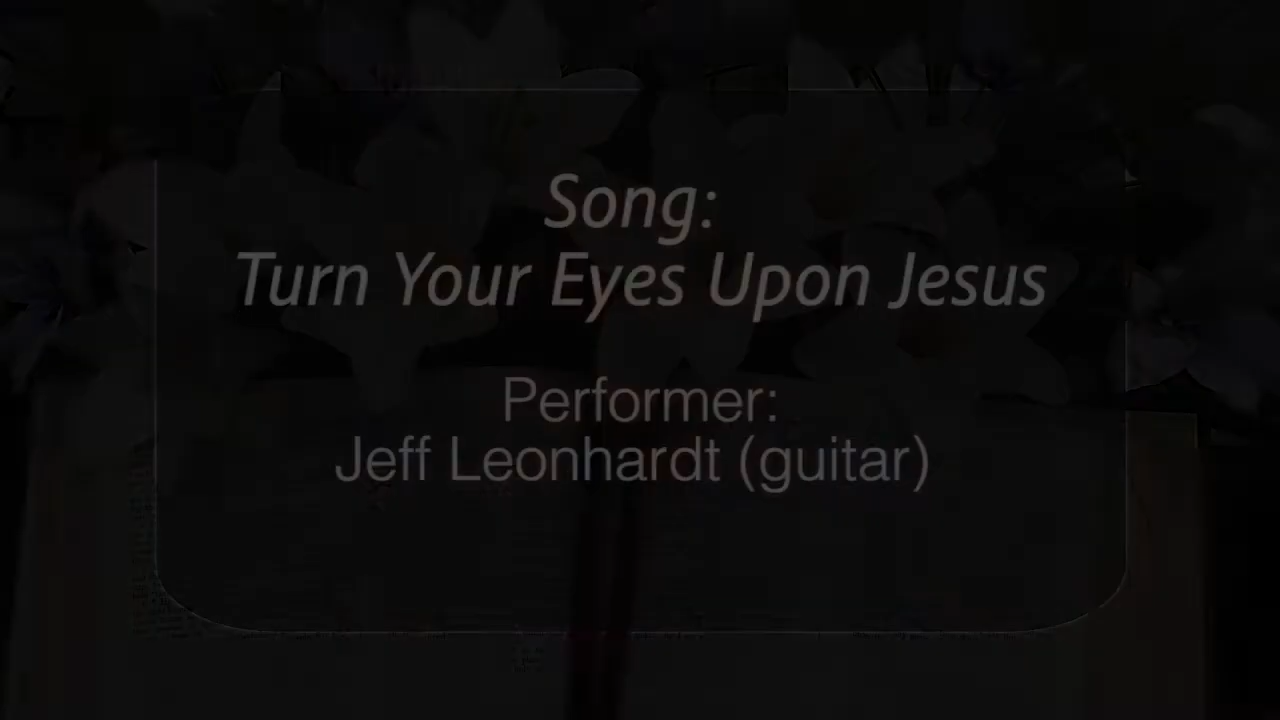 Song:
Turn Your Eyes Upon Jesus
Performer:
Jeff Leonhardt (guitar)